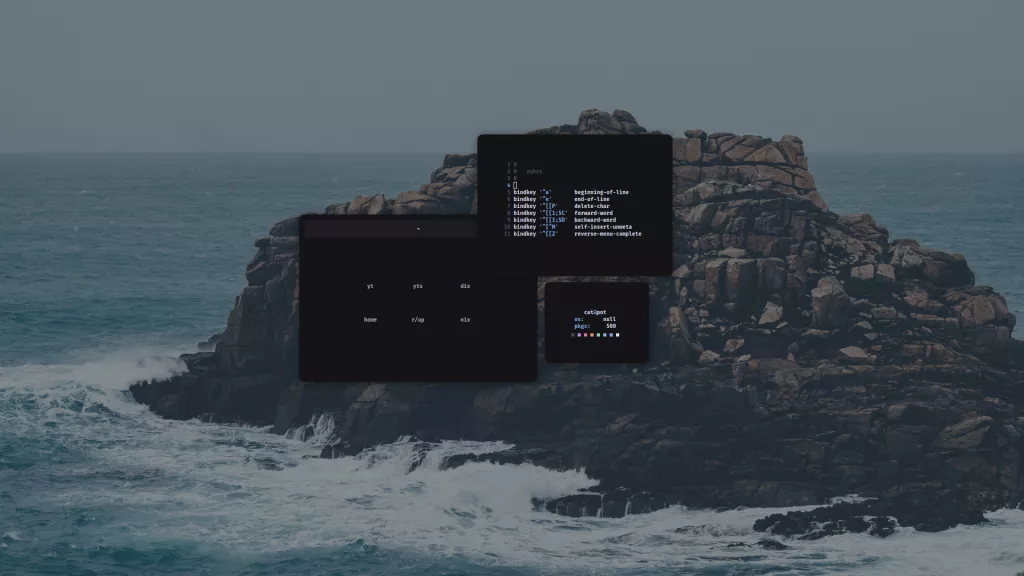 1 #
2 # zshrc
3 #
4
5 bindkey '^a' beginning-of-line
6 bindkey '^e' end-of-line
7 bindkey '^[[P' delete-char
8 bindkey '^[[1;5C' forward-word
9 bindkey '^[[1;5D' backward-word
10 bindkey '^[^M' self-insert-unmeta
11 bindkey '^[[Z' reverse-menu-complete
yt yts dis
home r/up nix
cat@pot
os: null
pkgs: 500